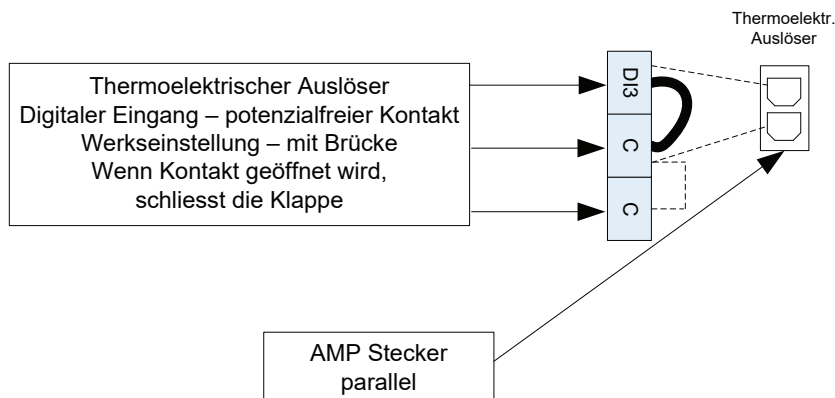 Thermoelektr.
Auslöser
Thermoelektrischer Auslöser
Digitaler Eingang – potenzialfreier Kontakt
Werkseinstellung – mit Brücke
Wenn Kontakt geöffnet wird,
schliesst die Klappe
DI3
C
C
AMP Stecker
parallel